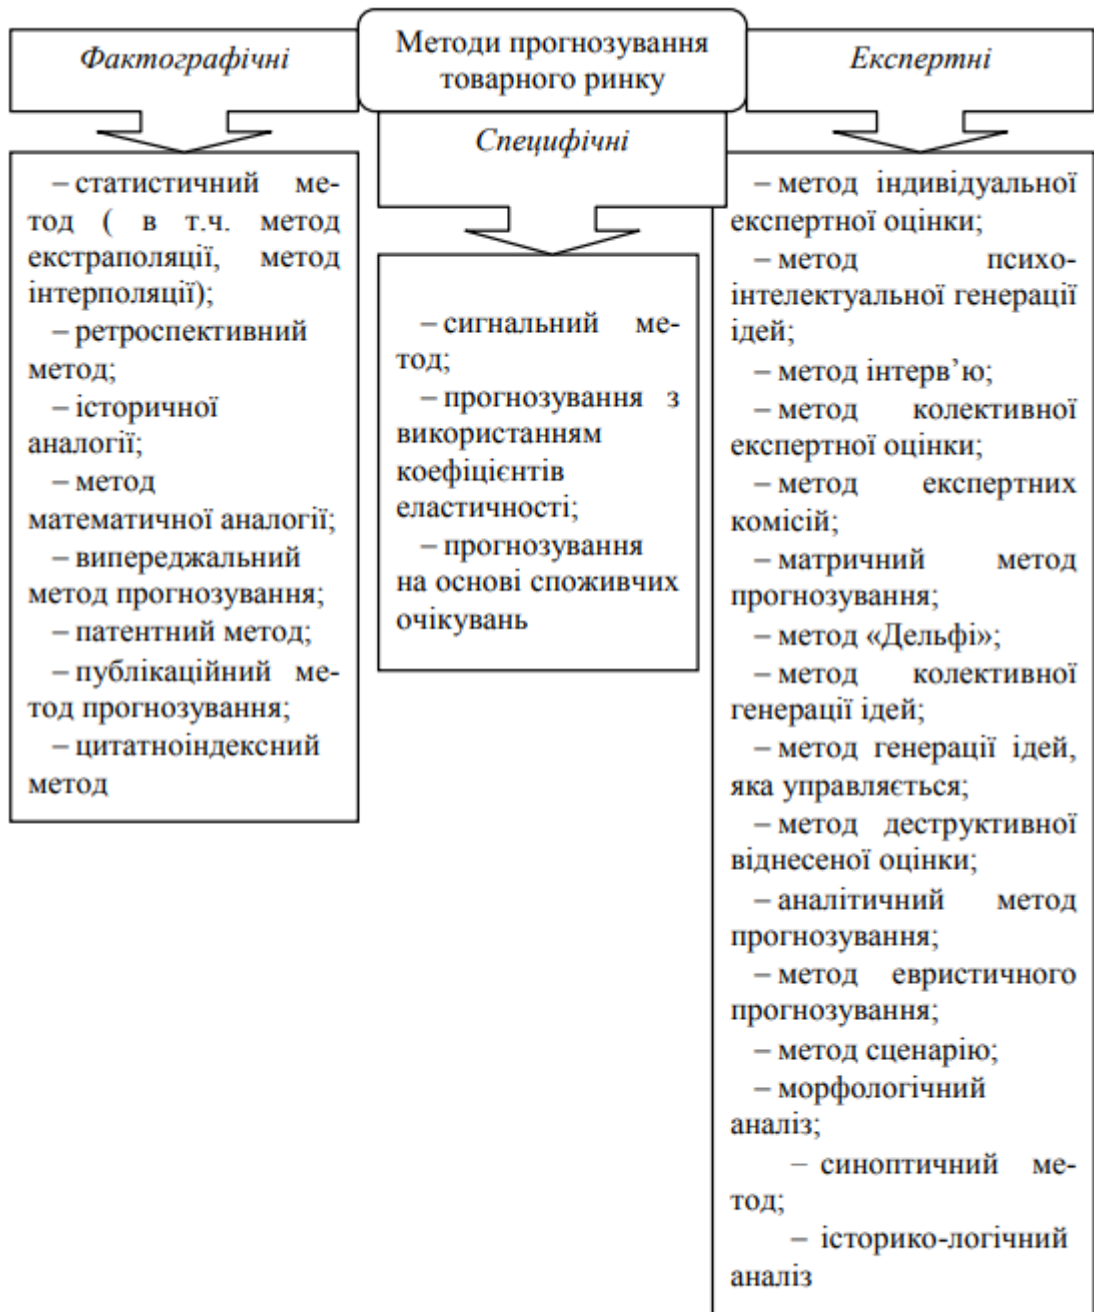 Методи прогнозування
товарного ринку
Фактографічні
– статистичний ме-
тод ( в т.ч. метод
екстраполяції, метод
інтерполяції);
– ретроспективний
метод;
– історичної
аналогії;
– метод
математичної аналогії;
– випереджальний
метод прогнозування;
– патентний метод;
– публікаційний ме-
тод прогнозування;
– цитатноіндексний
метод
Специфічні
– сигнальний ме-
тод;
– прогнозування з
використанням
коефіцієнтів
еластичності;
– прогнозування
на основі споживчих
очікувань
Експертні
– метод індивідуальної
експертної оцінки;
– метод психо-
інтелектуальної генерації
ідей;
– метод інтерв’ю;
– метод колективної
експертної оцінки;
– метод експертних
комісій;
– матричний метод
прогнозування;
– метод «Дельфі»;
– метод колективної
генерації ідей;
– метод генерації ідей,
яка управляється;
– метод деструктивної
віднесеної оцінки;
– аналітичний метод
прогнозування;
– метод евристичного
прогнозування;
– метод сценарію;
– морфологічний
аналіз;
– синоптичний ме-
тод;
– історико-логічний
аналіз